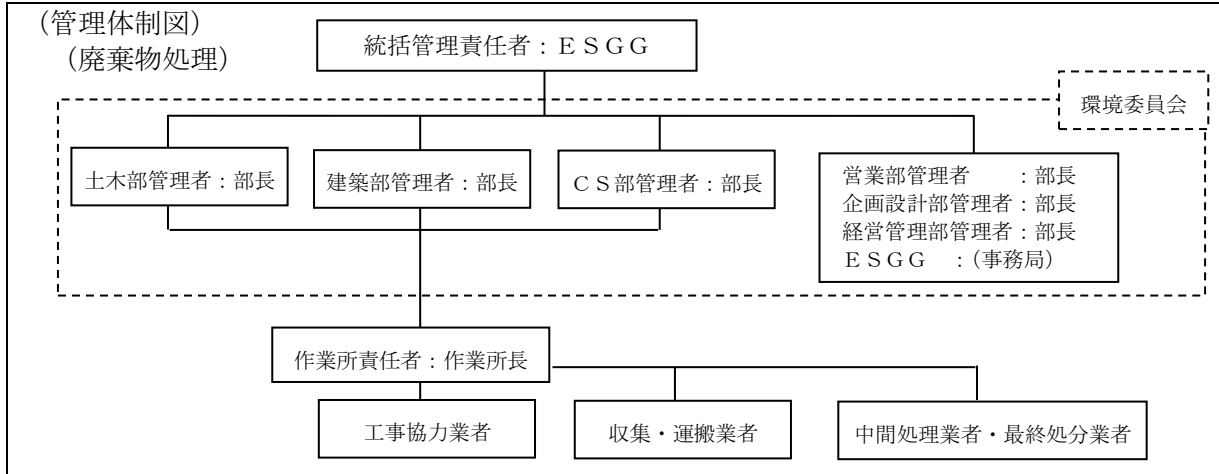 （管理体制図）
（廃棄物処理）
統括管理責任者：ＥＳＧＧ
環境委員会
土木部管理者：部長
建築部管理者：部長
ＣＳ部管理者：部長
営業部管理者　　：部長
企画設計部管理者：部長
経営管理部管理者：部長
ＥＳＧＧ　：（事務局）
作業所責任者：作業所長
工事協力業者
収集・運搬業者
中間処理業者・最終処分業者